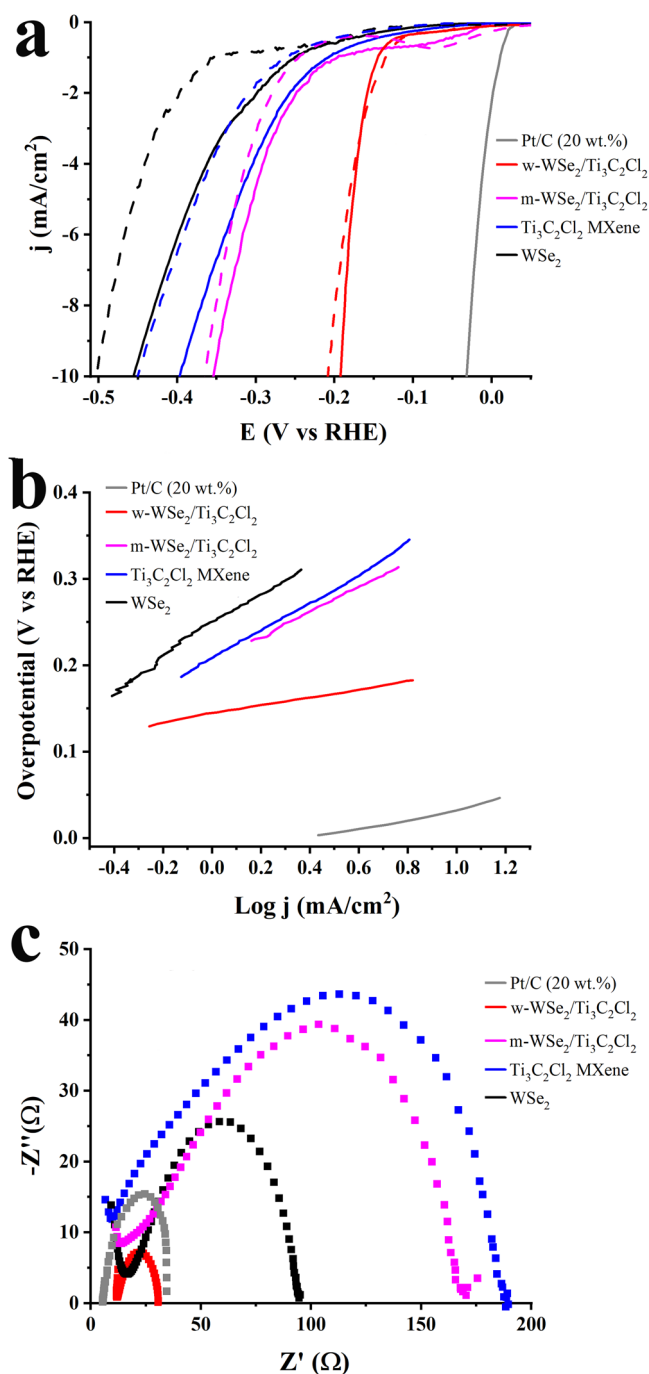 a
0
-2
-4
-6
-8
-10
j (mA/cm²)
-0.5 -0.4 -0.3 -0.2 -0.1 0.0
E (V vs RHE)
Pt/C (20 wt.%)
w-WSe₂/Ti₃C₂Cl₂
m-WSe₂/Ti₃C₂Cl₂
Ti₃C₂Cl₂ MXene
WSe₂
b
Pt/C (20 wt.%)
w-WSe₂/Ti₃C₂Cl₂
m-WSe₂/Ti₃C₂Cl₂
Ti₃C₂Cl₂ MXene
WSe₂
0.4
0.3
0.2
0.1
0.0
Overpotential (V vs RHE)
-0.4 -0.2 0.0 0.2 0.4 0.6 0.8 1.0 1.2
Log j (mA/cm²)
c
50
40
30
20
10
0
-Z''(Ω)
0 50 100 150 200
Z' (Ω)
Pt/C (20 wt.%)
w-WSe₂/Ti₃C₂Cl₂
m-WSe₂/Ti₃C₂Cl₂
Ti₃C₂Cl₂ MXene
WSe₂